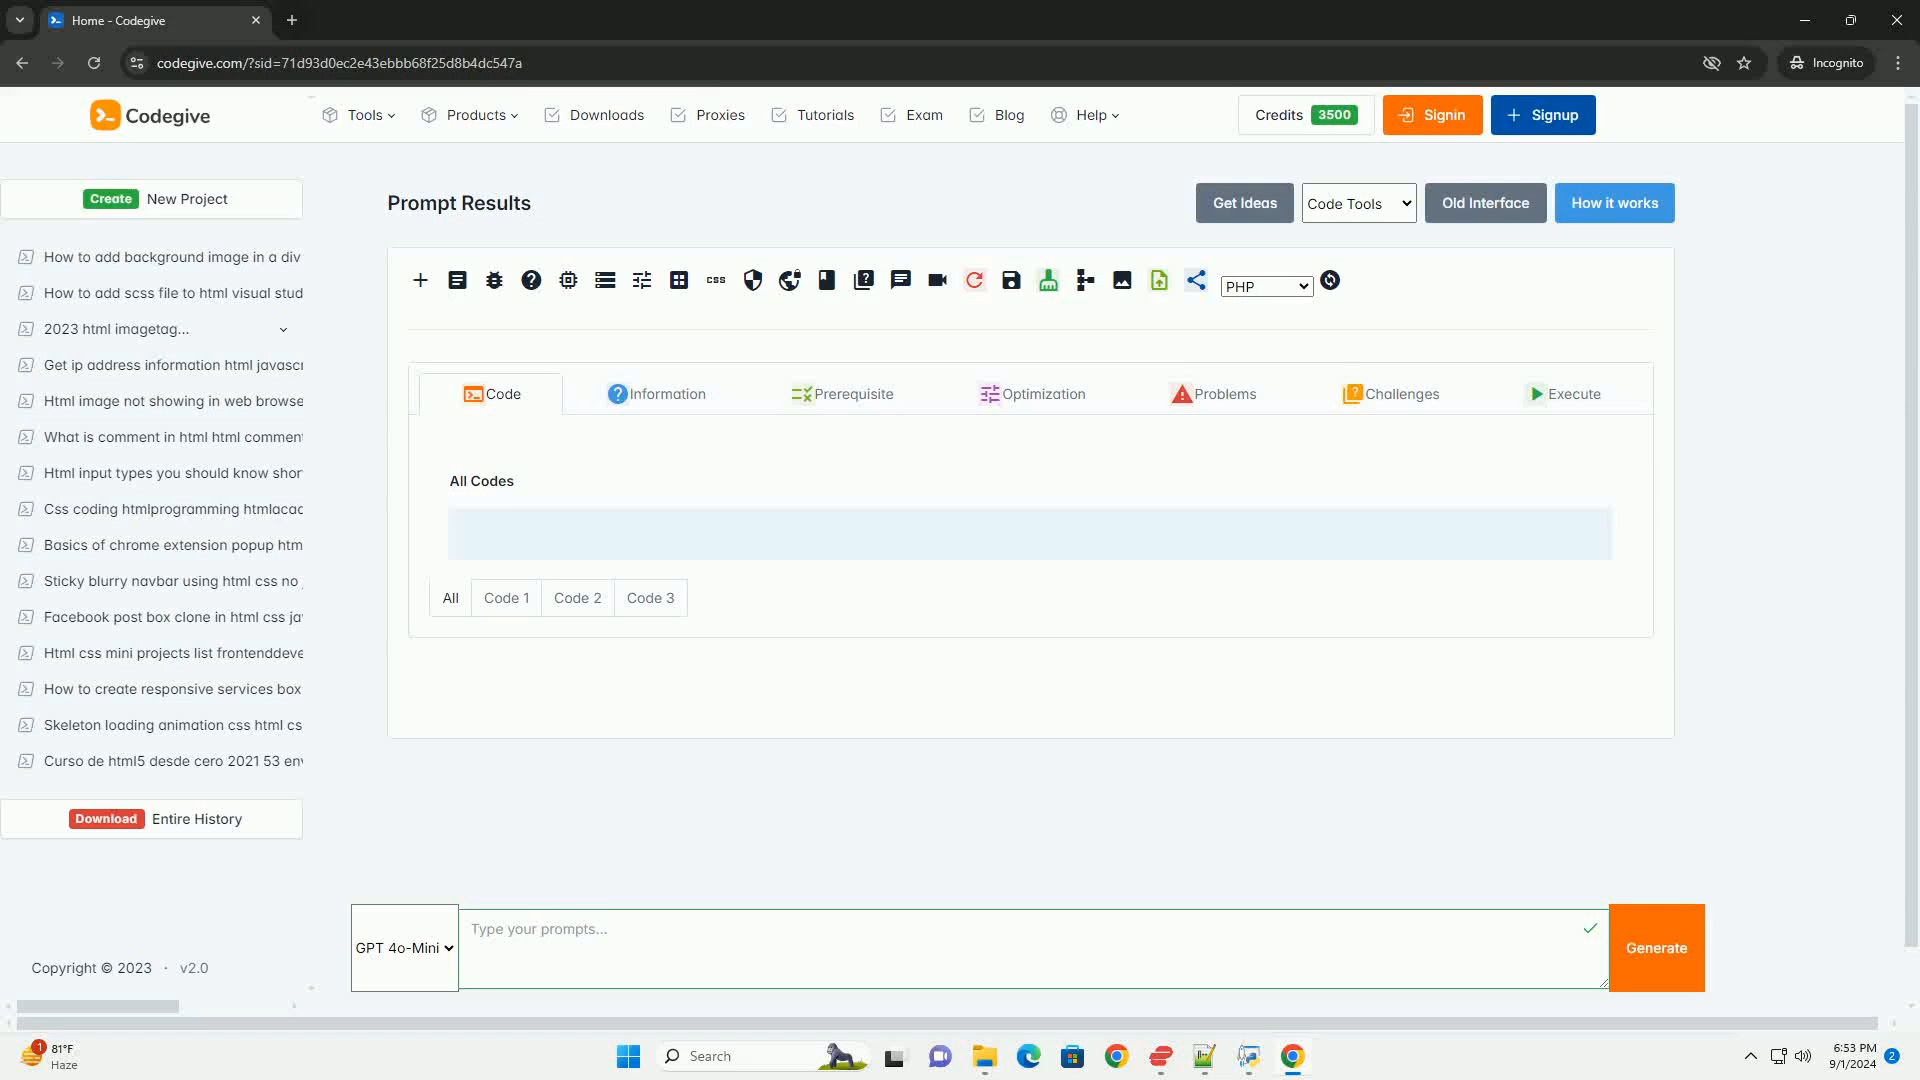 Home - Codegive
codegive.com/?sid=71d93d0ec2e43ebbb68f25d8b4dc547a
Incognito
Codegive
Tools
Products
Downloads
Proxies
Tutorials
Exam
Blog
Help
Credits 3500
Signin
Signup
Create New Project
How to add background image in a div
How to add scss file to html visual stud
2023 html imagetag...
Get ip address information html javascr
Html image not showing in web browse
What is comment in html html commen
Html input types you should know shor
Css coding htmlprogramming htmlacac
Basics of chrome extension popup htm
Sticky blurry navbar using html css no
Facebook post box clone in html css ja
Html css mini projects list frontenddeve
How to create responsive services box
Skeleton loading animation css html cs
Curso de html5 desde cero 2021 53 env
Download Entire History
Copyright © 2023 · v2.0
Prompt Results
Get Ideas
Code Tools
Old Interface
How it works
CSS
PHP
Code
Information
Prerequisite
Optimization
Problems
Challenges
Execute
All Codes
All
Code 1
Code 2
Code 3
GPT 4o-Mini
Type your prompts...
Generate
1
81°F
Haze
Search
6:53 PM
9/1/2024
2